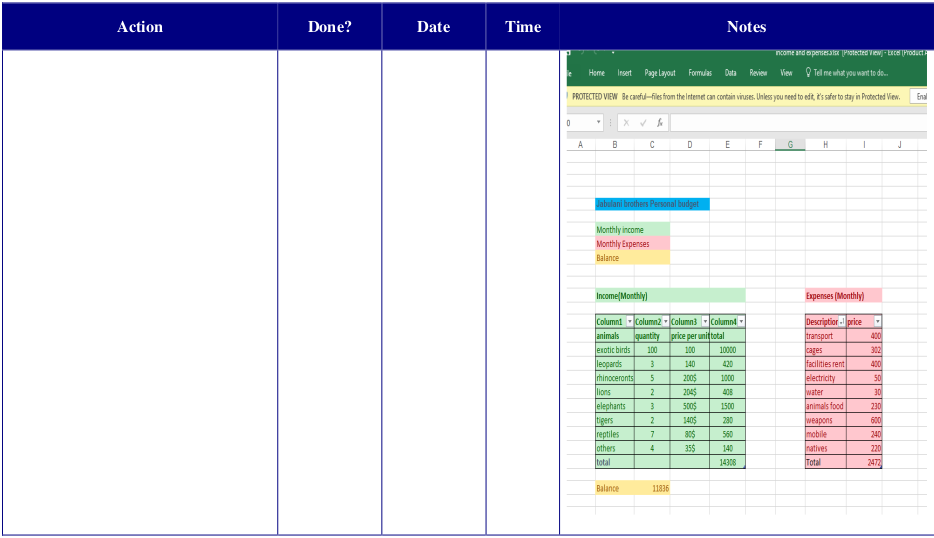 Action Done? Date Time Notes
Income and expenses.xlsx [Protected View] - Excel (Product A
Home Insert Page Layout Formulas Data Review View Tell me what you want to do...
PROTECTED VIEW Be careful—files from the Internet can contain viruses. Unless you need to edit, it's safer to stay in Protected View. Enal
fx
A B C D E F G H I J
Jabulani brothers Personal budget
Monthly income
Monthly Expenses
Balance
Income(Monthly) Expenses (Monthly)
Column1 Column2 Column3 Column4 Description price
animals quantity price per unit total transport 400
exotic birds 100 100 10000 cages 302
leopards 3 140 420 facilities rent 400
rhinoceronts 5 200$ 1000 electricity 50
lions 2 204$ 408 water 30
elephants 3 500$ 1500 animals food 230
tigers 2 140$ 280 weapons 600
reptiles 7 80$ 560 mobile 240
others 4 35$ 140 natives 220
total 14308 Total 2472
Balance 11836